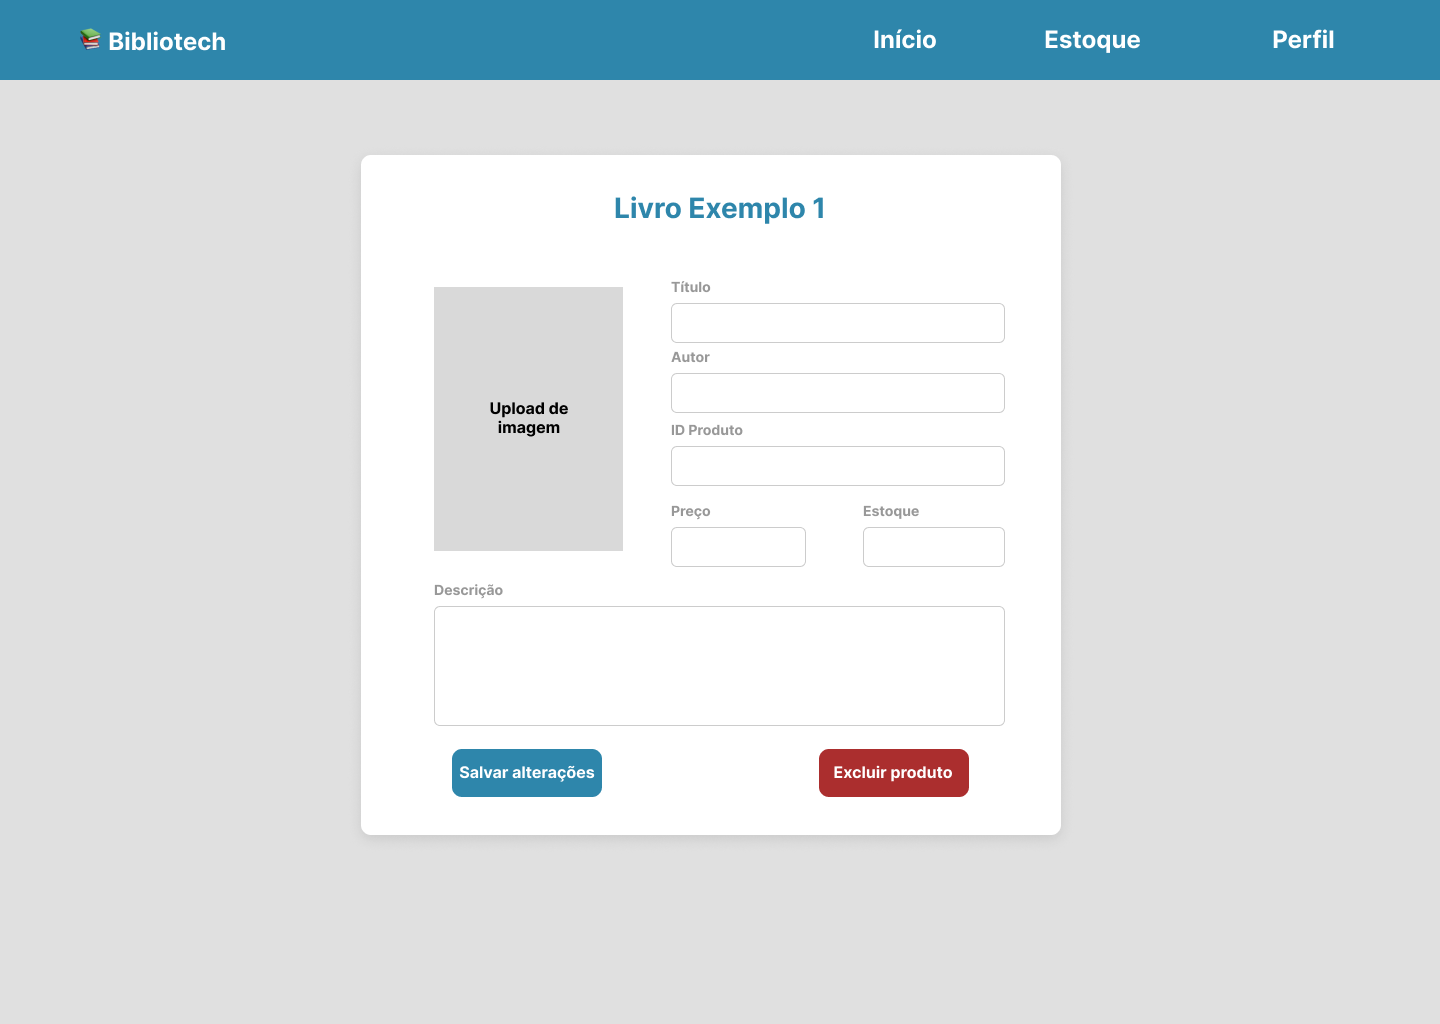 Bibliotech
Início
Estoque
Perfil
Livro Exemplo 1
Upload de
imagem
Título
Autor
ID Produto
Preço
Estoque
Descrição
Salvar alterações
Excluir produto